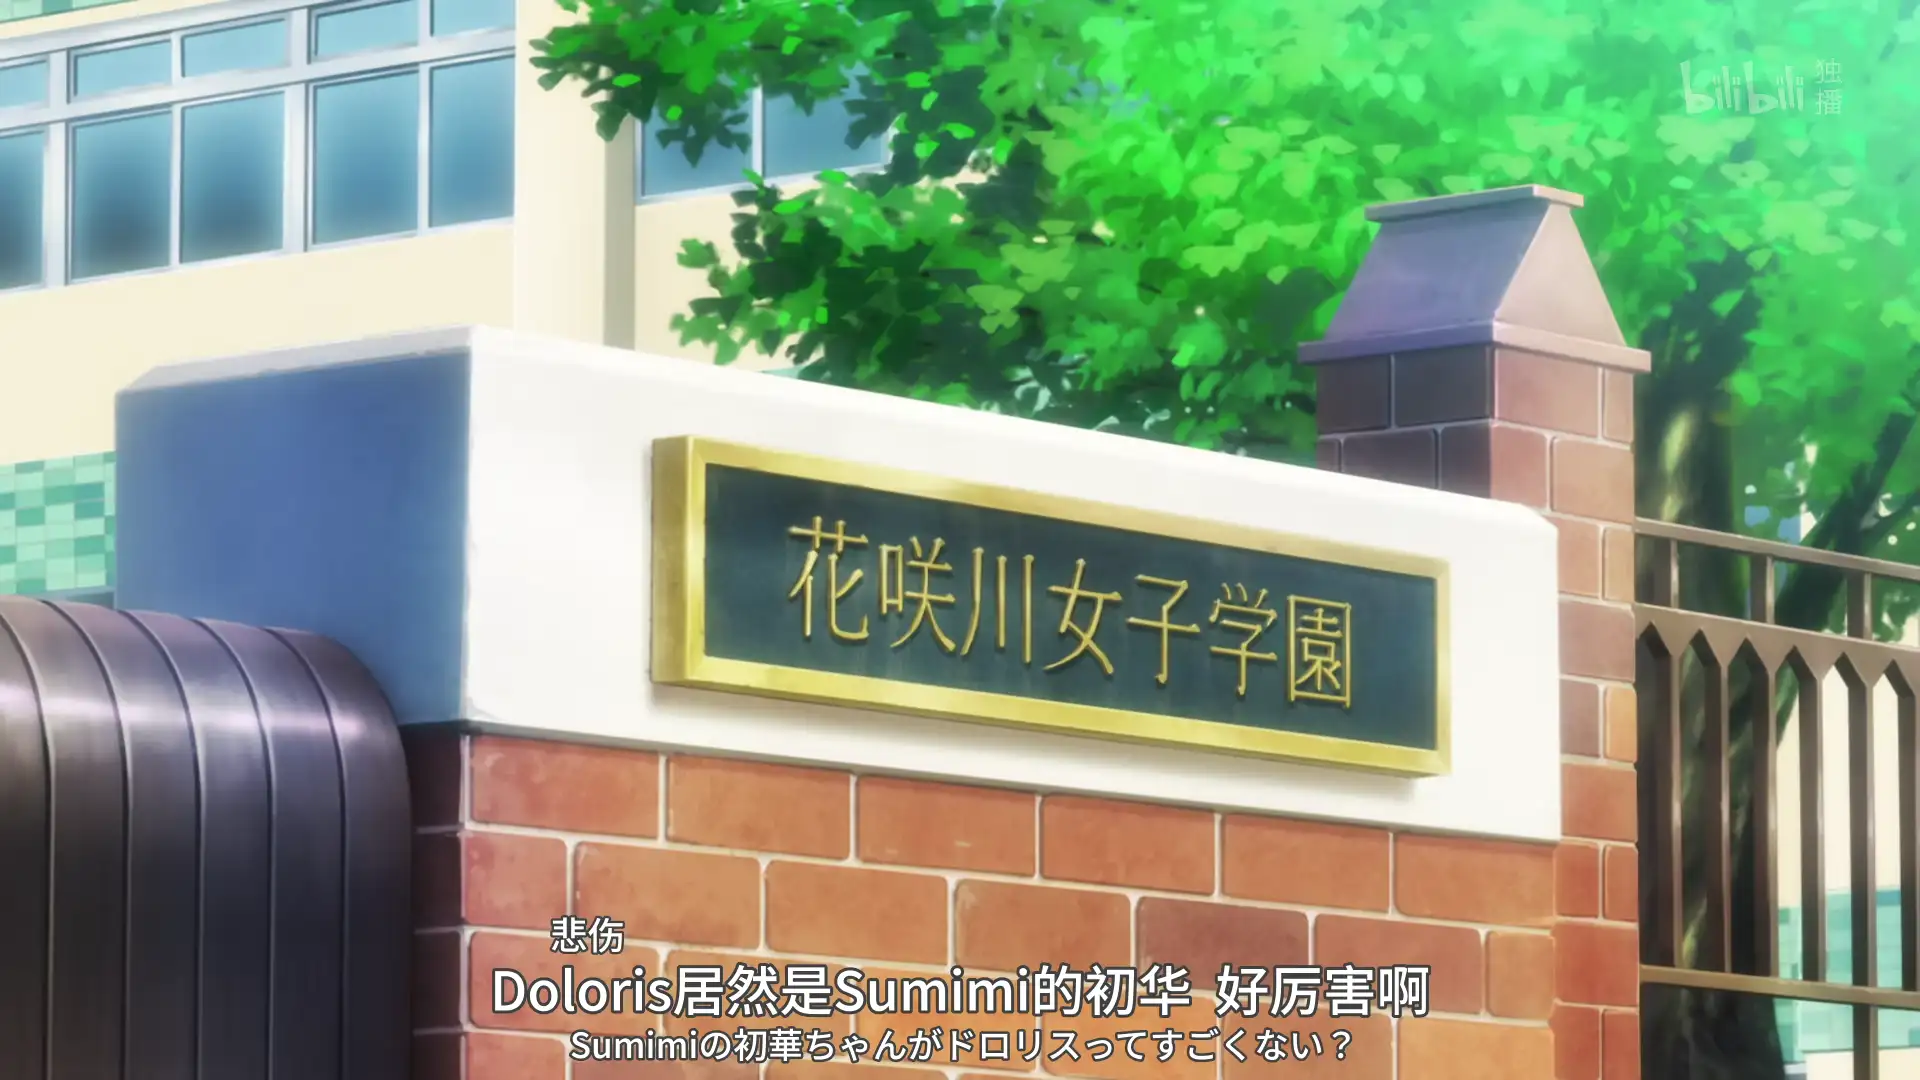 bilibili 独播
花咲川女子学園
悲伤
Doloris居然是Sumimi的初华 好厉害啊
Sumimiの初華ちゃんがドロリスってすごくない？